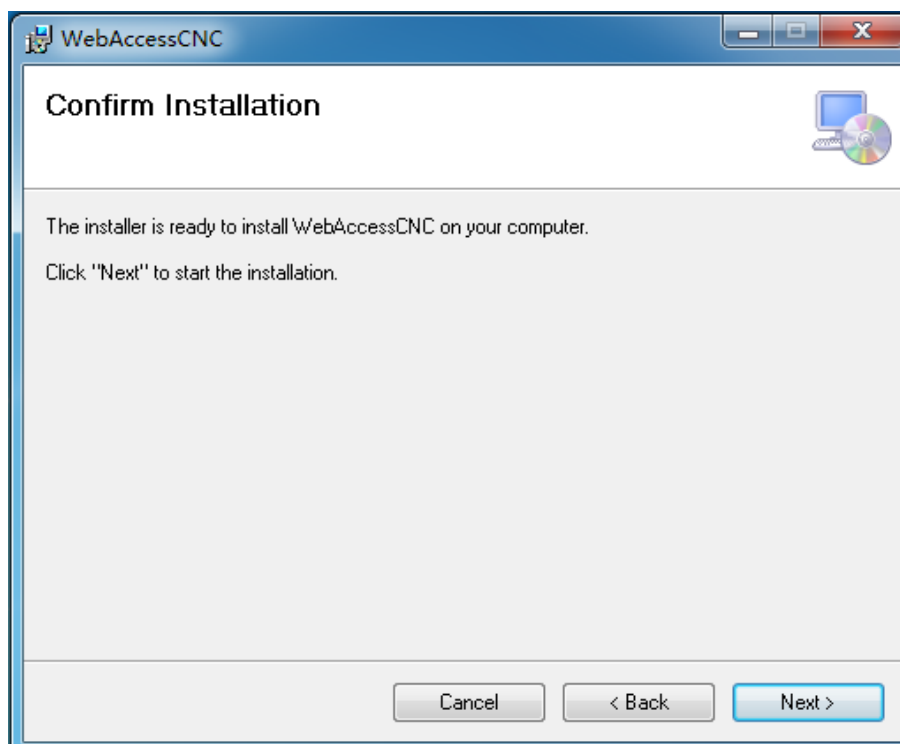 WebAccessCNC
Confirm Installation
The installer is ready to install WebAccessCNC on your computer.
Click "Next" to start the installation.
Cancel
< Back
Next >